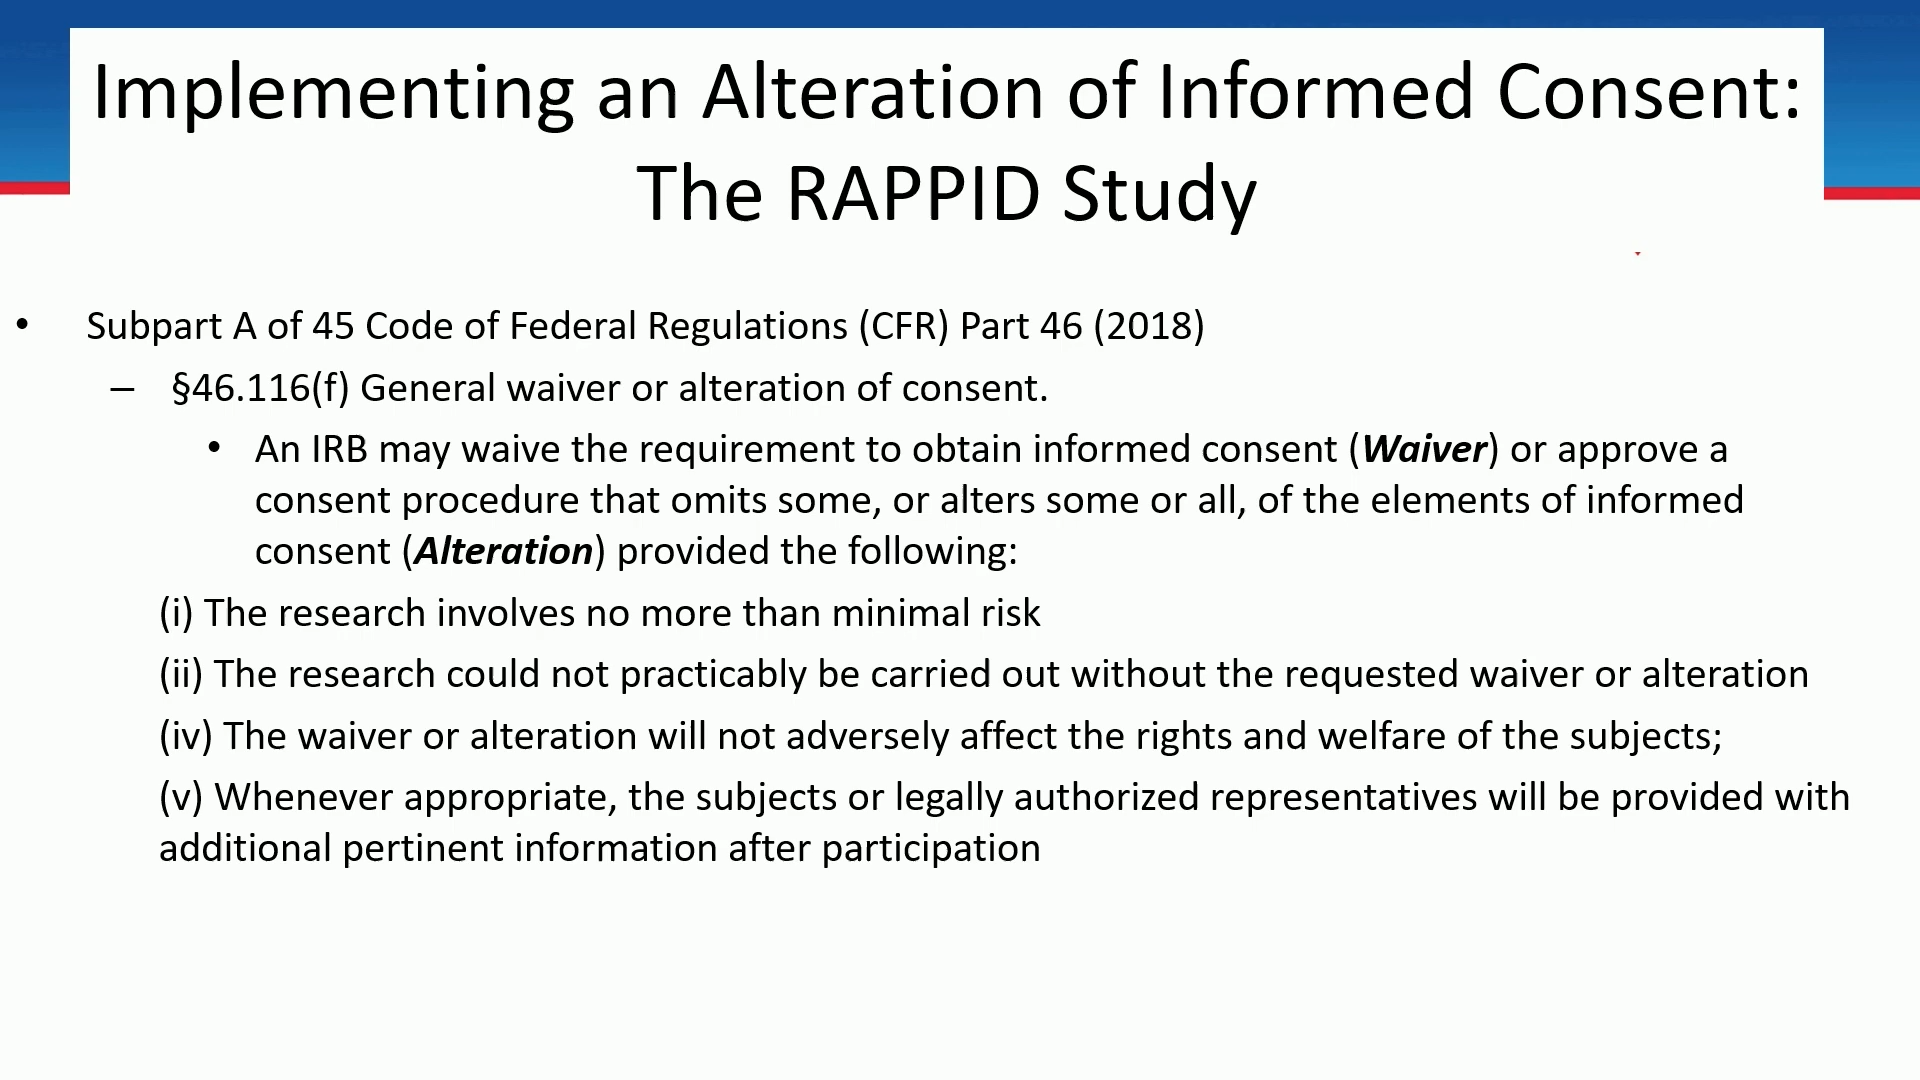 Implementing an Alteration of Informed Consent:
The RAPPID Study
• Subpart A of 45 Code of Federal Regulations (CFR) Part 46 (2018)
– §46.116(f) General waiver or alteration of consent.
• An IRB may waive the requirement to obtain informed consent (Waiver) or approve a
consent procedure that omits some, or alters some or all, of the elements of informed
consent (Alteration) provided the following:
(i) The research involves no more than minimal risk
(ii) The research could not practicably be carried out without the requested waiver or alteration
(iv) The waiver or alteration will not adversely affect the rights and welfare of the subjects;
(v) Whenever appropriate, the subjects or legally authorized representatives will be provided with
additional pertinent information after participation